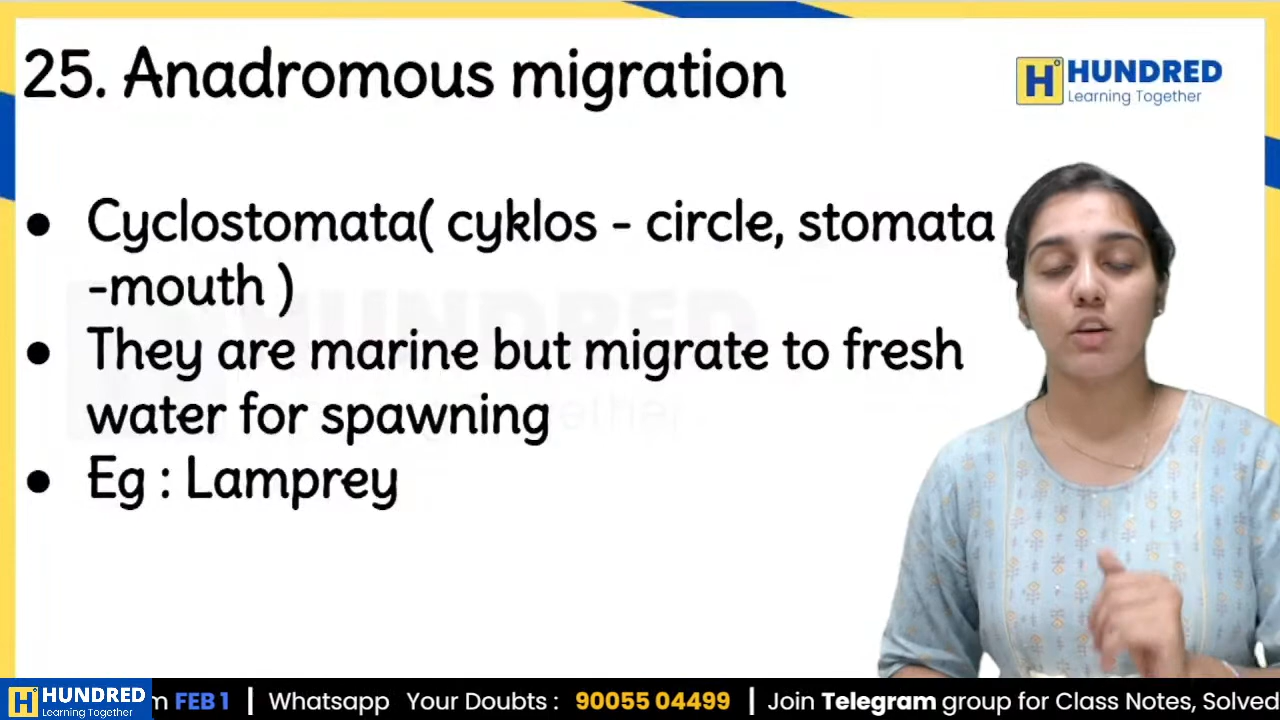 25. Anadromous migration
H HUNDRED
Learning Together
● Cyclostomata( cyklos - circle, stomata
-mouth )
● They are marine but migrate to fresh
water for spawning
● Eg : Lamprey
HUNDRED
H HUNDRED
Learning Together
m FEB 1 | Whatsapp Your Doubts : 90055 04499 | Join Telegram group for Class Notes, Solved